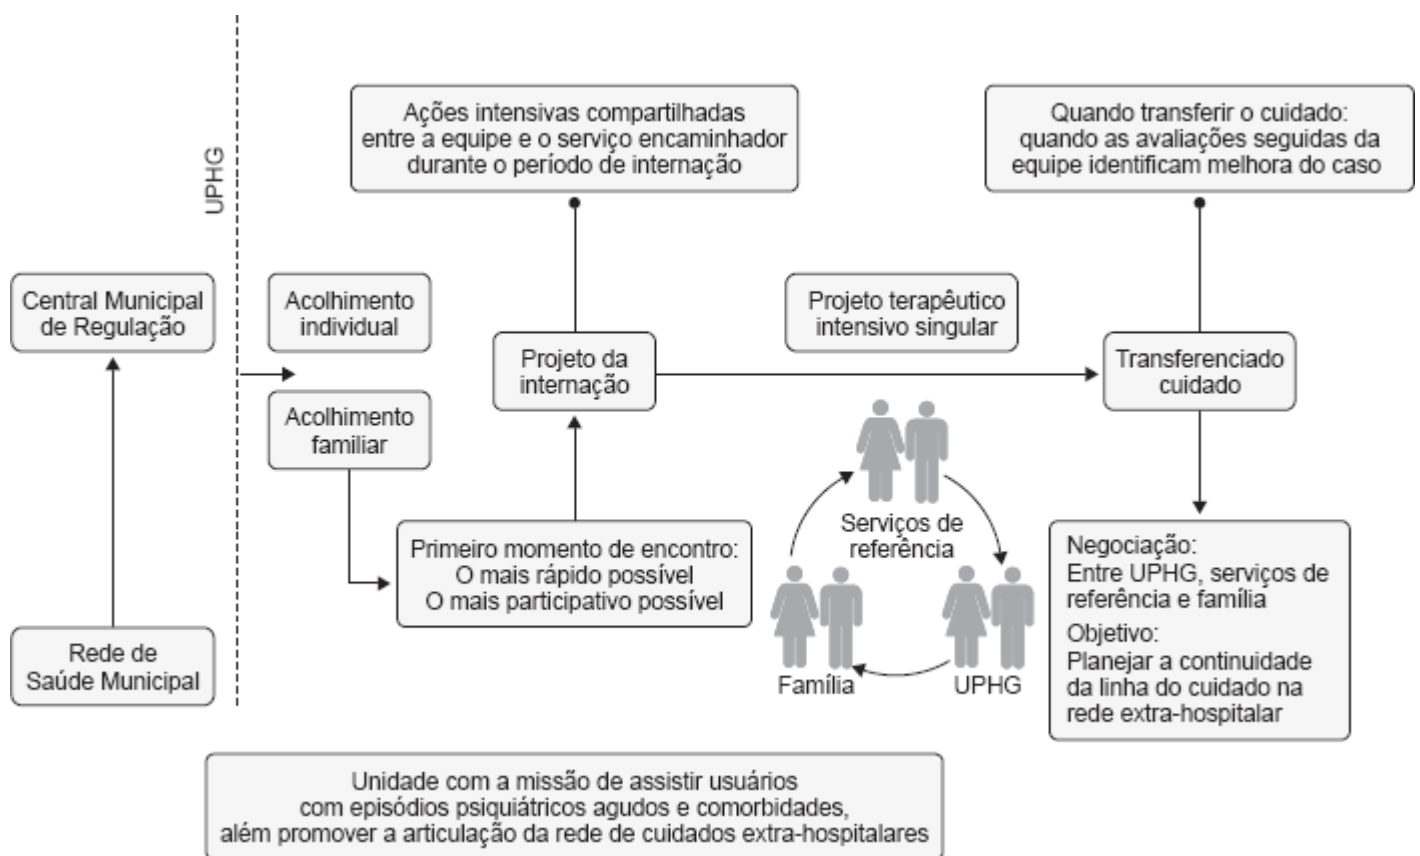 UPHG
Ações intensivas compartilhadas
entre a equipe e o serviço encaminhador
durante o período de internação
Quando transferir o cuidado:
quando as avaliações seguidas da
equipe identificam melhora do caso
Central Municipal
de Regulação
Acolhimento
individual
Projeto terapêutico
intensivo singular
Projeto da
internação
Transferenciado
cuidado
Acolhimento
familiar
Primeiro momento de encontro:
O mais rápido possível
O mais participativo possível
Serviços de
referência
Família
UPHG
Negociação:
Entre UPHG, serviços de
referência e família
Objetivo:
Planejar a continuidade
da linha do cuidado na
rede extra-hospitalar
Rede de
Saúde Municipal
Unidade com a missão de assistir usuários
com episódios psiquiátricos agudos e comorbidades,
além promover a articulação da rede de cuidados extra-hospitalares